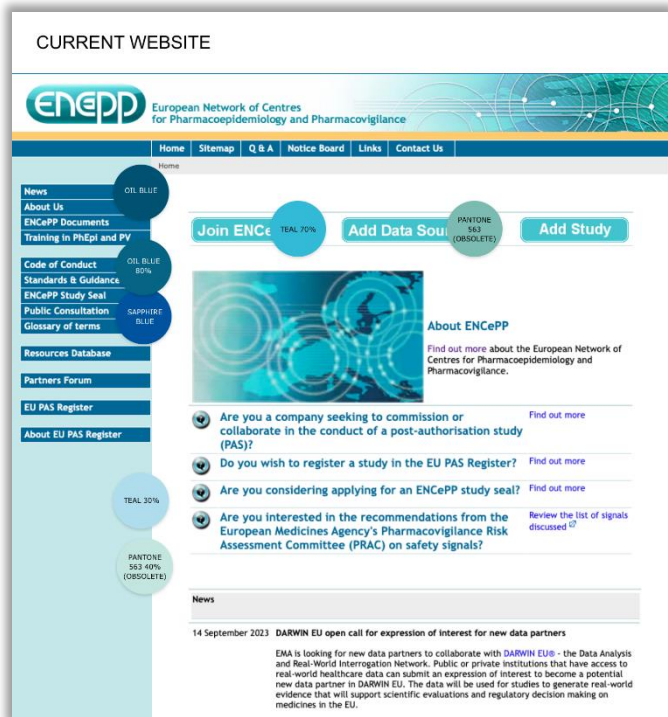 CURRENT WEBSITE
ENCePP
European Network of Centres
for Pharmacoepidemiology and Pharmacovigilance
Home Sitemap Q & A Notice Board Links Contact Us
Home
News
About Us
ENCePP Documents
Training in PhEpi and PV
Code of Conduct
Standards & Guidance
ENCePP Study Seal
Public Consultation
Glossary of terms
Resources Database
Partners Forum
EU PAS Register
About EU PAS Register
OIL BLUE
OIL BLUE
80%
SAPPHIRE
BLUE
TEAL 30%
PANTONE
563 40%
(OBSOLETE)
Join ENCe
TEAL 70%
Add Data Sou
PANTONE
563
(OBSOLETE)
Add Study
About ENCePP
Find out more about the European Network of
Centres for Pharmacoepidemiology and
Pharmacovigilance.
Are you a company seeking to commission or
collaborate in the conduct of a post-authorisation study
(PAS)?
Find out more
Do you wish to register a study in the EU PAS Register?
Find out more
Are you considering applying for an ENCePP study seal?
Find out more
Are you interested in the recommendations from the
European Medicines Agency's Pharmacovigilance Risk
Assessment Committee (PRAC) on safety signals?
Review the list of signals
discussed
News
14 September 2023 DARWIN EU open call for expression of interest for new data partners
EMA is looking for new data partners to collaborate with DARWIN EU® - the Data Analysis
and Real-World Interrogation Network. Public or private institutions that have access to
real-world healthcare data can submit an expression of interest to become a potential
new data partner in DARWIN EU. The data will be used for studies to generate real-world
evidence that will support scientific evaluations and regulatory decision making on
medicines in the EU.